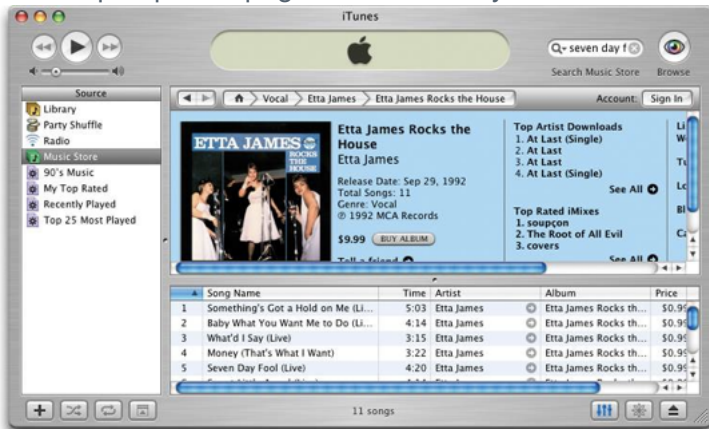 iTunes
seven day f
Search Music Store
Browse
Source
Library
Party Shuffle
Radio
Music Store
90's Music
My Top Rated
Recently Played
Top 25 Most Played
Vocal
Etta James
Etta James Rocks the House
Account:
Sign In
ETTA JAMES
ROCKS
THE
HOUSE
Etta James Rocks the
House
Etta James
Release Date: Sep 29, 1992
Total Songs: 11
Genre: Vocal
℗ 1992 MCA Records
$9.99 BUY ALBUM
Tell a friend
Top Artist Downloads
1. At Last (Single)
2. At Last
3. At Last
4. At Last (Single)
See All
Top Rated iMixes
1. soupçon
2. The Root of All Evil
3. covers
See All
Song Name Time Artist Album Price
1 Something's Got a Hold on Me (Li... 5:03 Etta James Etta James Rocks th... $0.99
2 Baby What You Want Me to Do (Li... 4:14 Etta James Etta James Rocks th... $0.99
3 What'd I Say (Live) 3:15 Etta James Etta James Rocks th... $0.99
4 Money (That's What I Want) 3:22 Etta James Etta James Rocks th... $0.99
5 Seven Day Fool (Live) 4:20 Etta James Etta James Rocks th... $0.99
11 songs